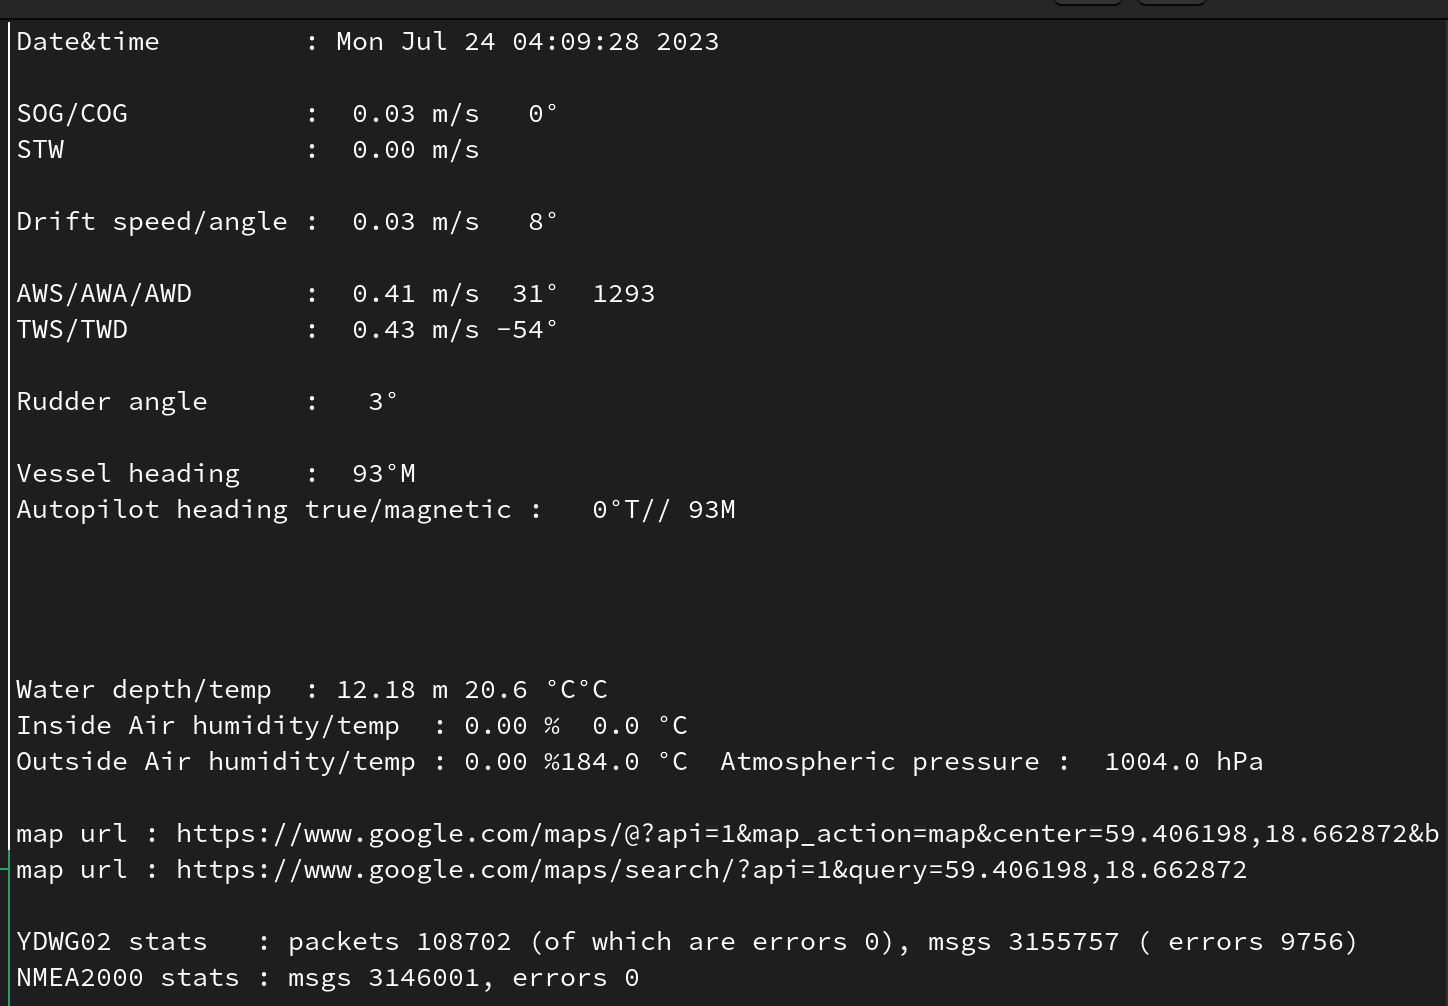 Date&time         : Mon Jul 24 04:09:28 2023
SOG/COG           :  0.03 m/s   0°
STW               :  0.00 m/s
Drift speed/angle :  0.03 m/s   8°
AWS/AWA/AWD       :  0.41 m/s  31°  1293
TWS/TWD           :  0.43 m/s -54°
Rudder angle      :   3°
Vessel heading    :  93°M
Autopilot heading true/magnetic :   0°T// 93M
Water depth/temp  : 12.18 m 20.6 °C°C
Inside Air humidity/temp  : 0.00 %  0.0 °C
Outside Air humidity/temp : 0.00 %184.0 °C  Atmospheric pressure :  1004.0 hPa
map url : https://www.google.com/maps/@?api=1&map_action=map&center=59.406198,18.662872&b
map url : https://www.google.com/maps/search/?api=1&query=59.406198,18.662872
YDWG02 stats   : packets 108702 (of which are errors 0), msgs 3155757 ( errors 9756)
NMEA2000 stats : msgs 3146001, errors 0